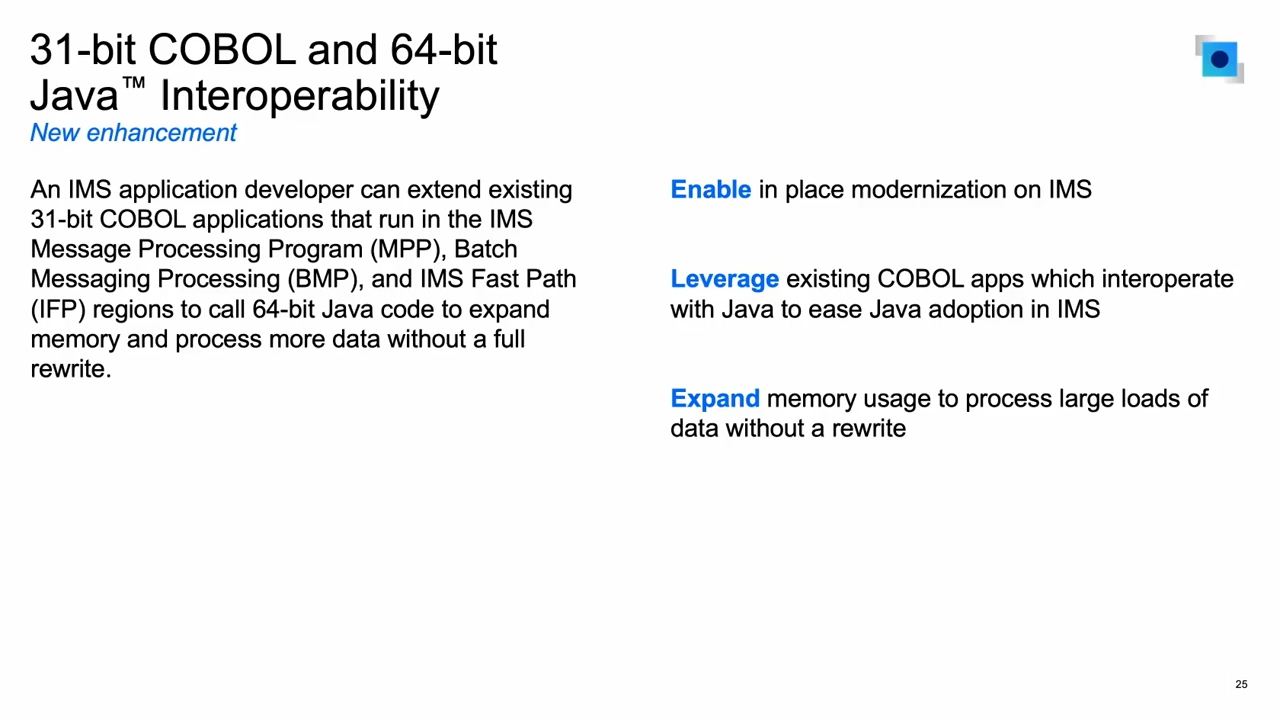 31-bit COBOL and 64-bit
Java™ Interoperability
New enhancement
An IMS application developer can extend existing
31-bit COBOL applications that run in the IMS
Message Processing Program (MPP), Batch
Messaging Processing (BMP), and IMS Fast Path
(IFP) regions to call 64-bit Java code to expand
memory and process more data without a full
rewrite.
Enable in place modernization on IMS
Leverage existing COBOL apps which interoperate
with Java to ease Java adoption in IMS
Expand memory usage to process large loads of
data without a rewrite
25